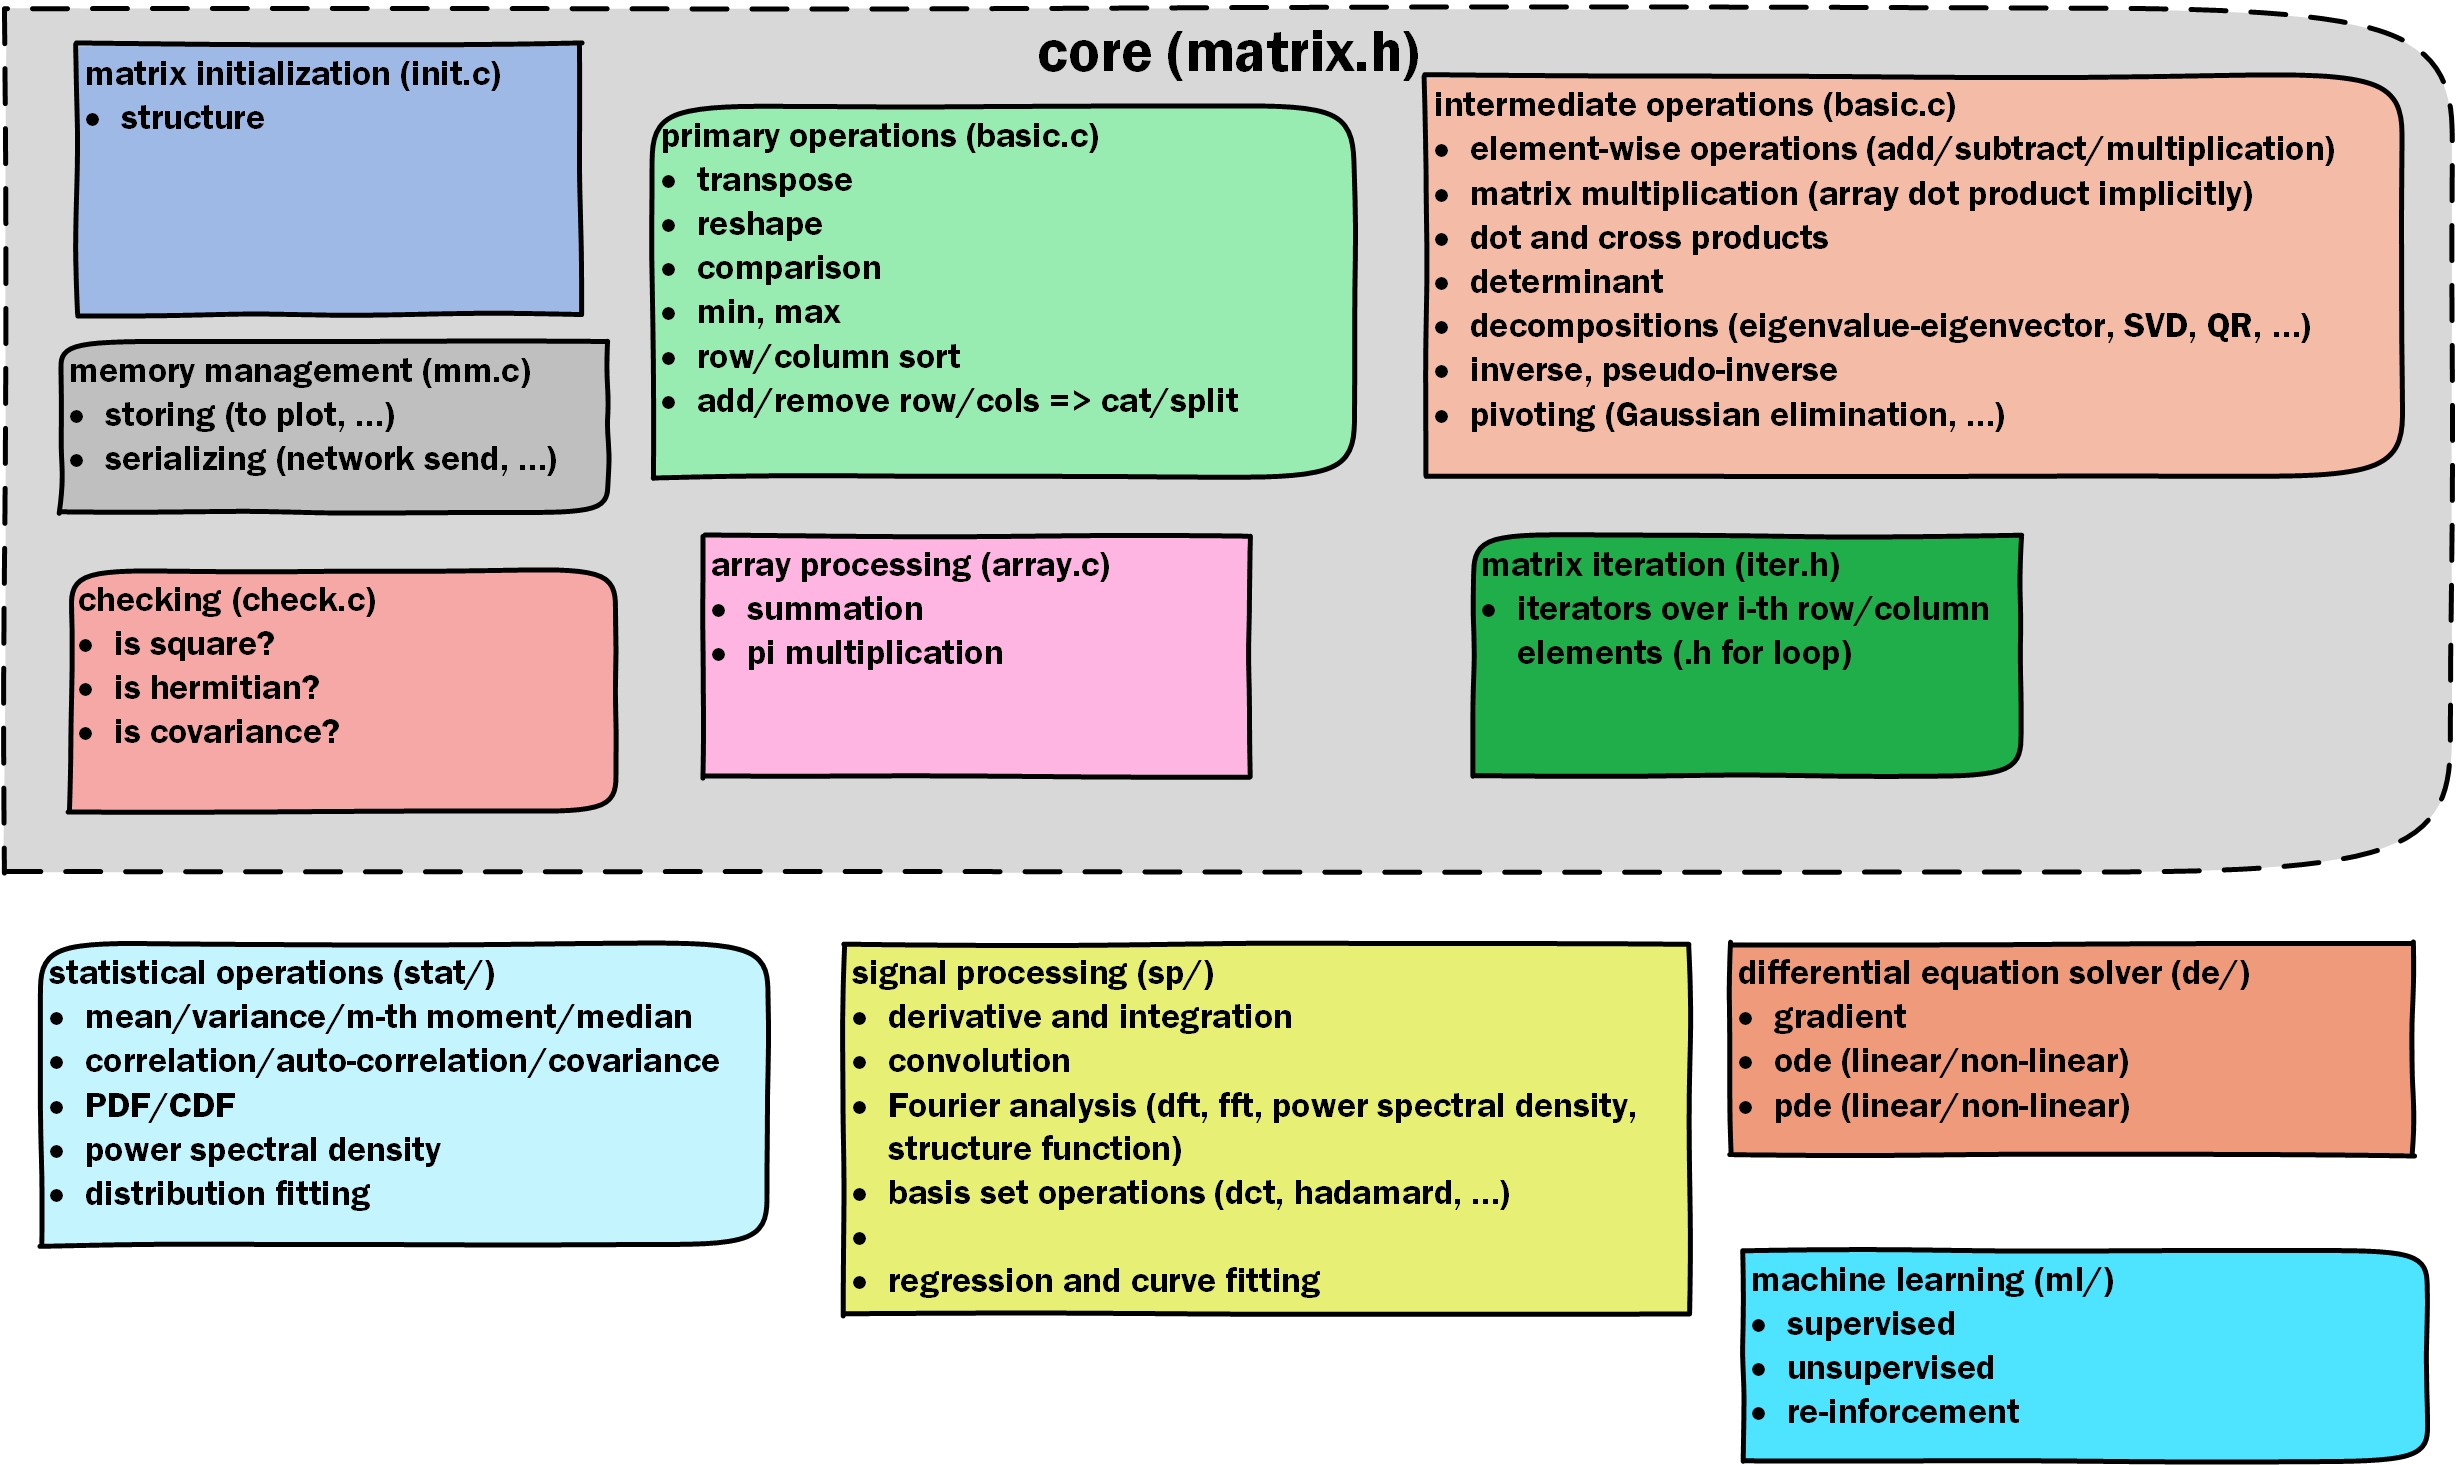 core (matrix.h)
matrix initialization (init.c)
• structure
memory management (mm.c)
• storing (to plot, ...)
• serializing (network send, ...)
checking (check.c)
• is square?
• is hermitian?
• is covariance?
primary operations (basic.c)
• transpose
• reshape
• comparison
• min, max
• row/column sort
• add/remove row/cols => cat/split
array processing (array.c)
• summation
• pi multiplication
intermediate operations (basic.c)
• element-wise operations (add/subtract/multiplication)
• matrix multiplication (array dot product implicitly)
• dot and cross products
• determinant
• decompositions (eigenvalue-eigenvector, SVD, QR, ...)
• inverse, pseudo-inverse
• pivoting (Gaussian elimination, ...)
matrix iteration (iter.h)
• iterators over i-th row/column
elements (.h for loop)
statistical operations (stat/)
• mean/variance/m-th moment/median
• correlation/auto-correlation/covariance
• PDF/CDF
• power spectral density
• distribution fitting
signal processing (sp/)
• derivative and integration
• convolution
• Fourier analysis (dft, fft, power spectral density,
structure function)
• basis set operations (dct, hadamard, ...)
•
• regression and curve fitting
differential equation solver (de/)
• gradient
• ode (linear/non-linear)
• pde (linear/non-linear)
machine learning (ml/)
• supervised
• unsupervised
• re-inforcement